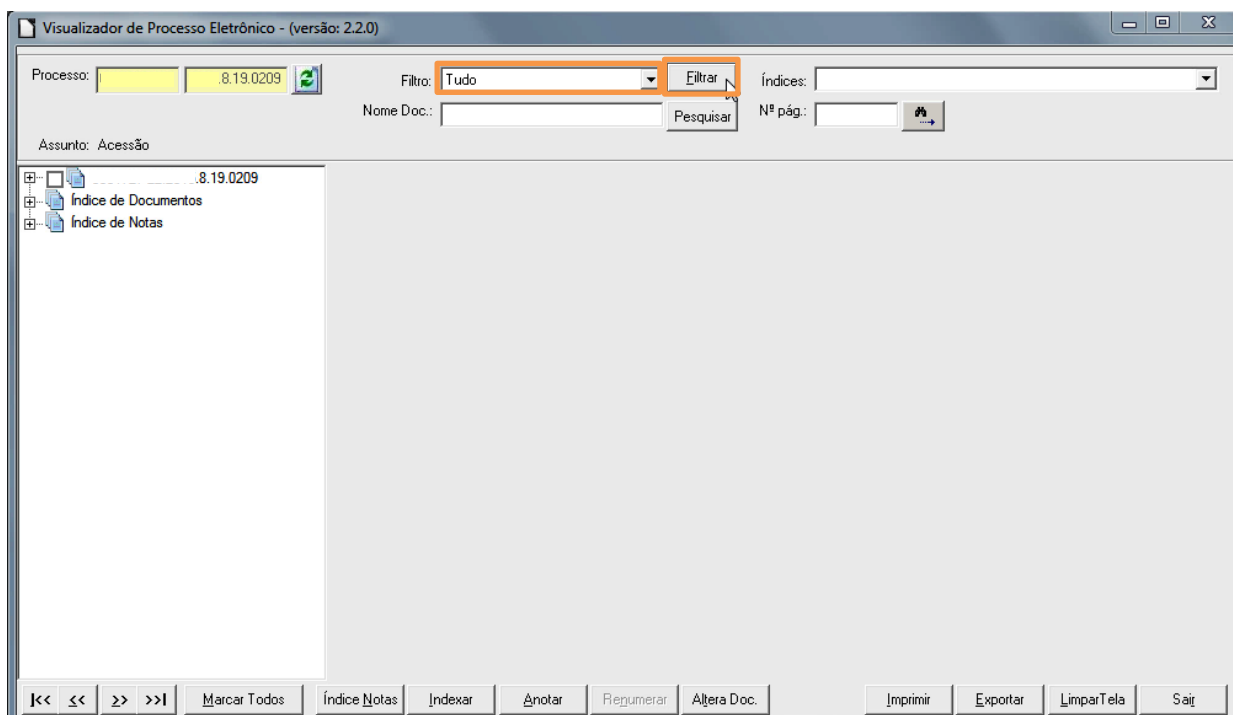 Visualizador de Processo Eletrônico - (versão: 2.2.0)
Processo: .8.19.0209 Filtro: Tudo Filtrar Índices:
Nome Doc.: Pesquisar Nº pág.:
Assunto: Acessão
.8.19.0209
Índice de Documentos
Índice de Notas
|<< << >> >>| Marcar Todos Índice Notas Indexar Anotar Renumerar Altera Doc. Imprimir Exportar LimparTela Sair